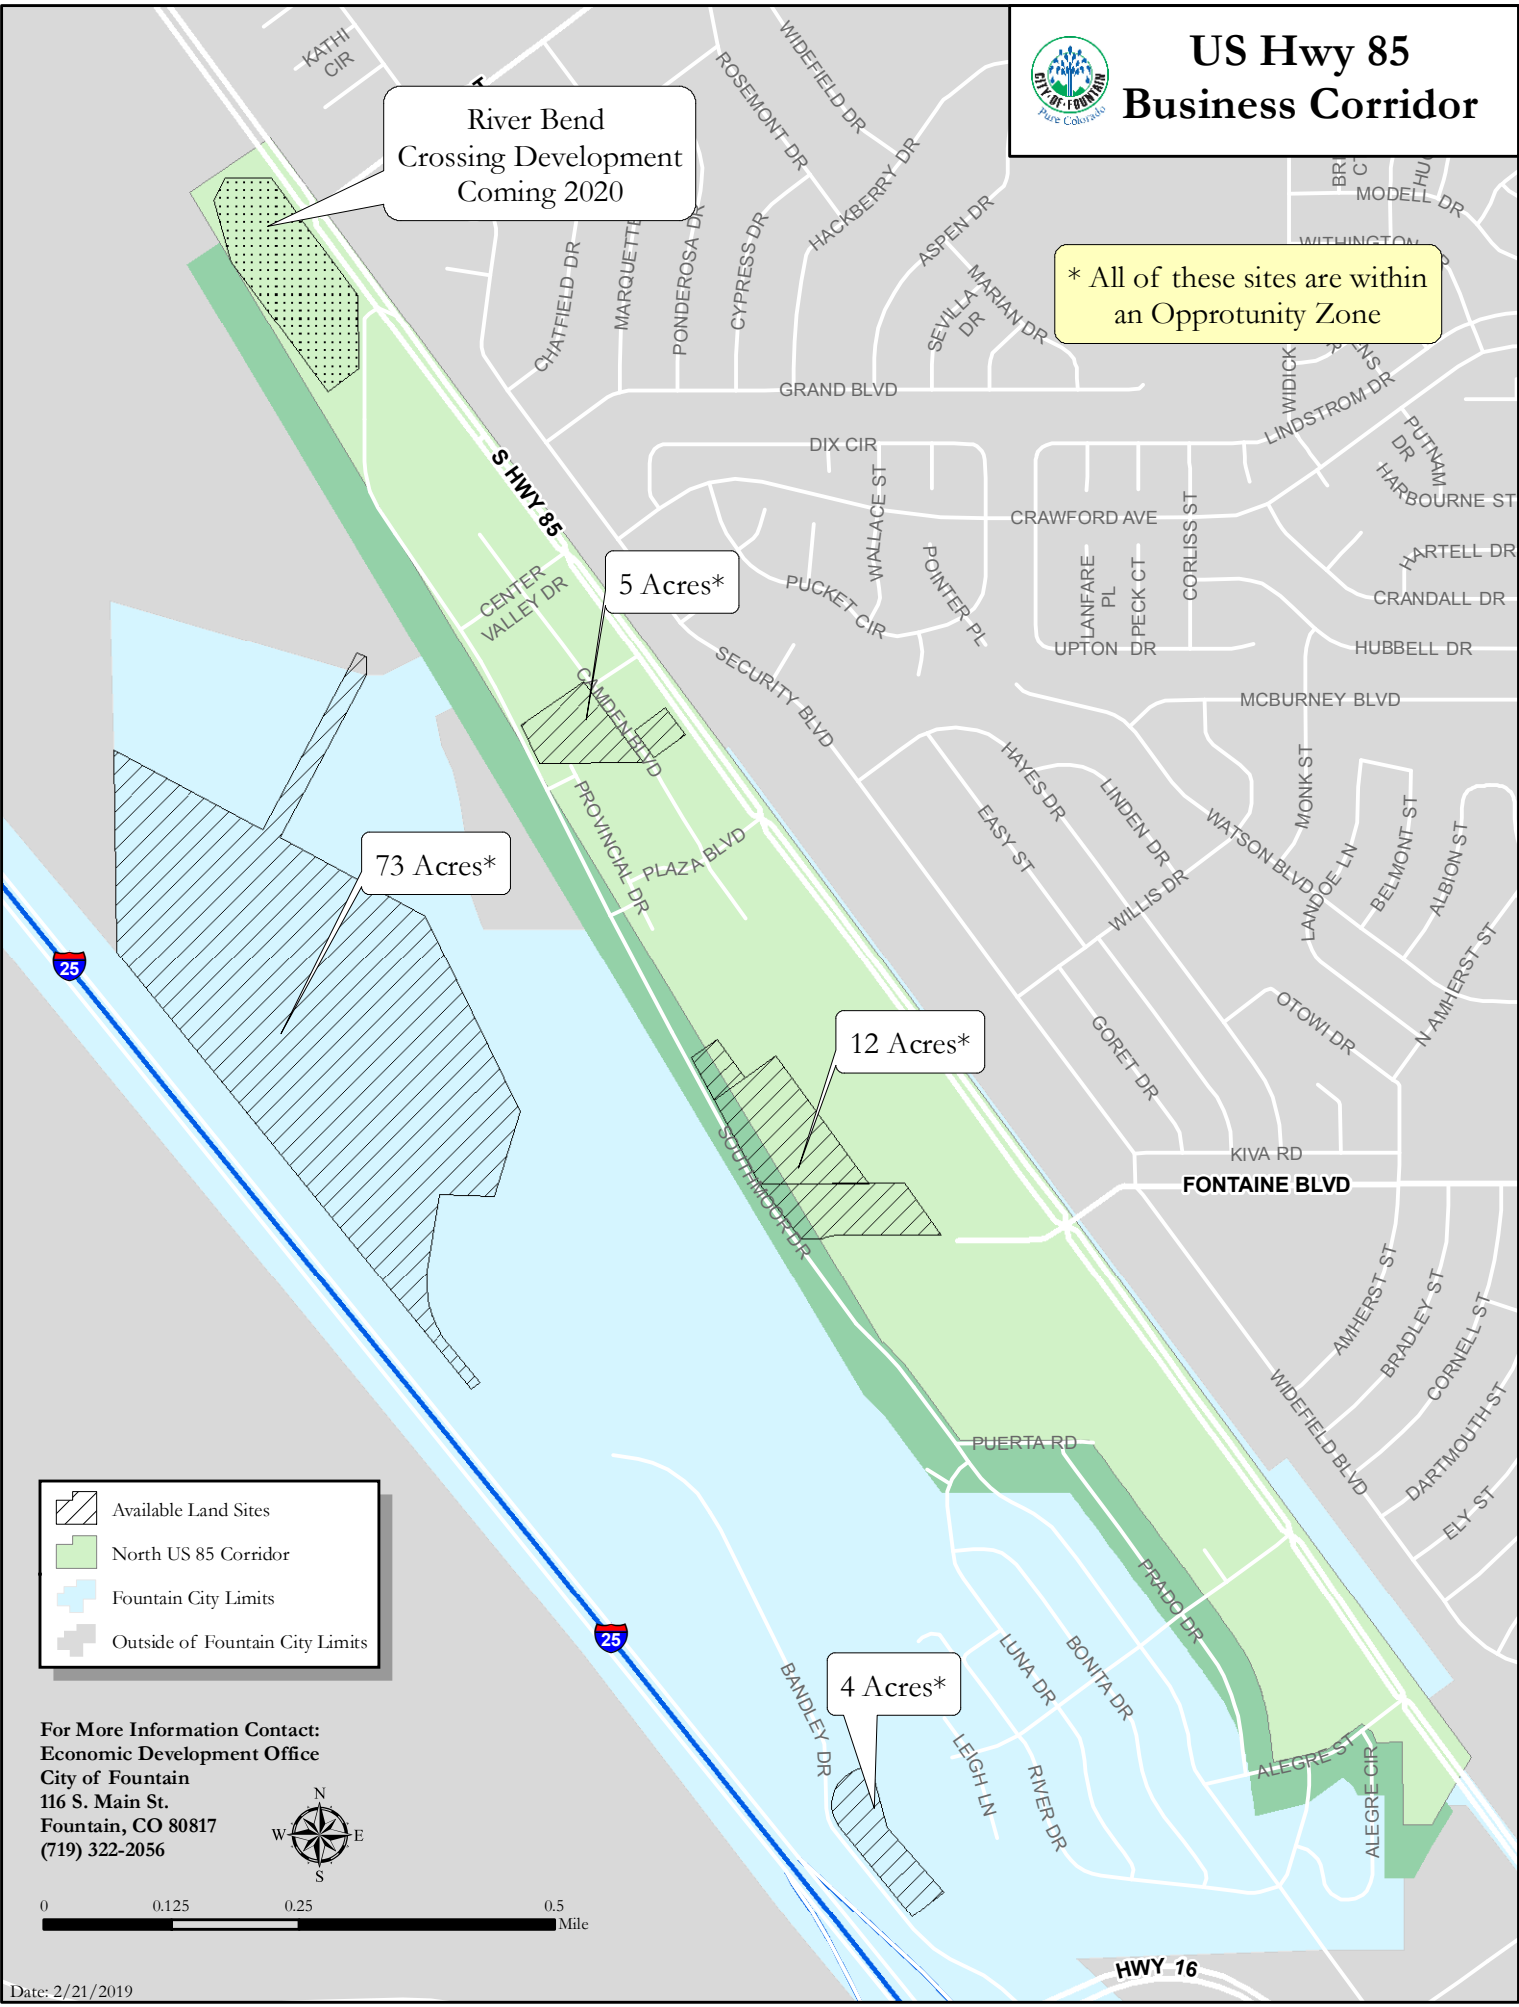 US Hwy 85
Business Corridor
CITY OF FOUNTAIN
Pure Colorado
River Bend
Crossing Development
Coming 2020
* All of these sites are within
an Opprotunity Zone
KATHI
CIR
WIDEFIELD DR
ROSEMONT DR
HACKBERRY DR
ASPEN DR
MODELL DR
WITHINGTON
CHATFIELD DR
MARQUETTE
PONDEROSA DR
CYPRESS DR
SEVILLA
DR
MARIAN DR
WIDICK
LINDSTROM DR
GRAND BLVD
DIX CIR
PUTNAM
DR
HARBOURNE ST
S HWY 85
WALLACE ST
CRAWFORD AVE
CORLISS ST
HARTELL DR
CENTER
VALLEY DR
5 Acres*
PUCKET CIR
POINTER PL
LANFARE
PL
PECK CT
CRANDALL DR
UPTON DR
HUBBELL DR
SECURITY BLVD
CAMDEN BLVD
MCBURNEY BLVD
HAYES DR
EASY ST
LINDEN DR
MONK ST
WATSON BLVD
LANDOE LN
BELMONT ST
ALBION ST
PROVINCIAL DR
PLAZA BLVD
73 Acres*
WILLIS DR
25
N AMHERST ST
OTOWI DR
GORET DR
12 Acres*
SOUTHMOOR DR
KIVA RD
FONTAINE BLVD
AMHERST ST
BRADLEY ST
CORNELL ST
DARTMOUTH ST
WIDEFIELD BLVD
ELY ST
PUERTA RD
PRADO DR
Available Land Sites
North US 85 Corridor
Fountain City Limits
Outside of Fountain City Limits
25
LUNA DR
BONITA DR
BANDLEY DR
4 Acres*
LEIGH LN
RIVER DR
ALEGRE ST
ALEGRE CIR
For More Information Contact:
Economic Development Office
City of Fountain
116 S. Main St.
Fountain, CO 80817
(719) 322-2056
N
W E
S
0 0.125 0.25 0.5
Mile
HWY 16
Date: 2/21/2019